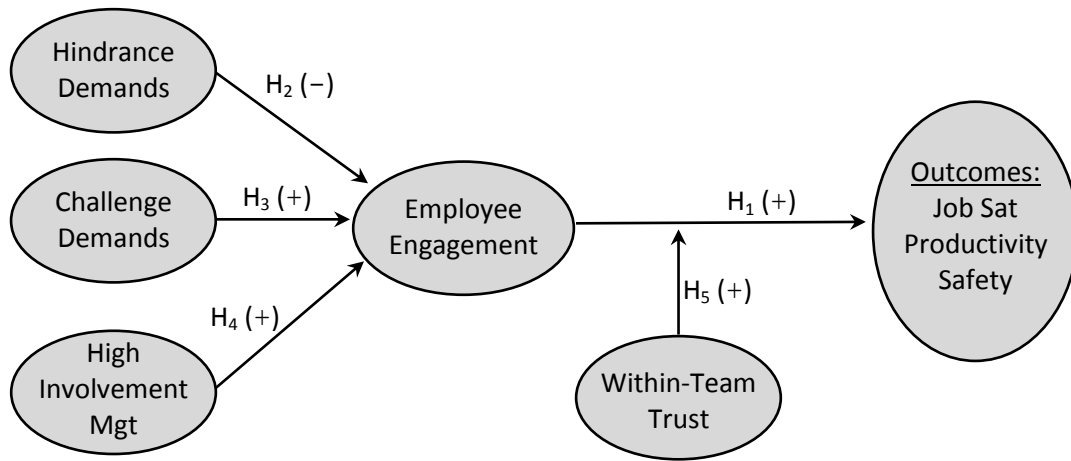 Hindrance
Demands
H₂ (−)
Challenge
Demands
H₃ (+)
High
Involvement
Mgt
H₄ (+)
Employee
Engagement
H₁ (+)
H₅ (+)
Within-Team
Trust
Outcomes:
Job Sat
Productivity
Safety